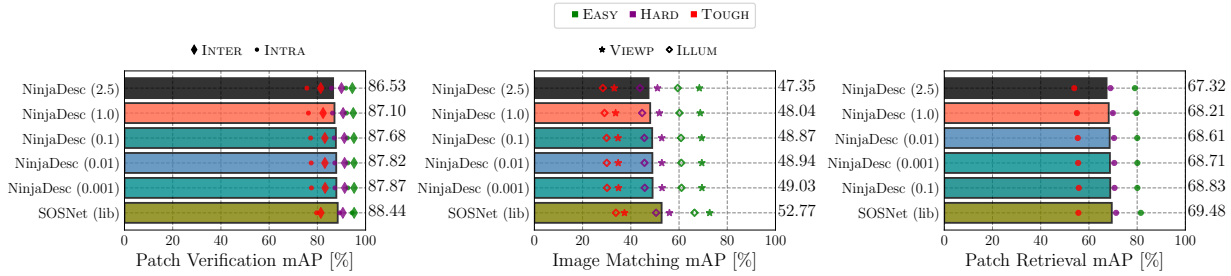 EASY HARD TOUGH
INTER INTRA
NinjaDesc (2.5) 86.53
NinjaDesc (1.0) 87.10
NinjaDesc (0.1) 87.68
NinjaDesc (0.01) 87.82
NinjaDesc (0.001) 87.87
SOSNet (lib) 88.44
0 20 40 60 80 100
Patch Verification mAP [%]
VIEWP ILLUM
NinjaDesc (2.5) 47.35
NinjaDesc (1.0) 48.04
NinjaDesc (0.1) 48.87
NinjaDesc (0.01) 48.94
NinjaDesc (0.001) 49.03
SOSNet (lib) 52.77
0 20 40 60 80 100
Image Matching mAP [%]
NinjaDesc (2.5) 67.32
NinjaDesc (1.0) 68.21
NinjaDesc (0.01) 68.61
NinjaDesc (0.001) 68.71
NinjaDesc (0.1) 68.83
SOSNet (lib) 69.48
0 20 40 60 80 100
Patch Retrieval mAP [%]